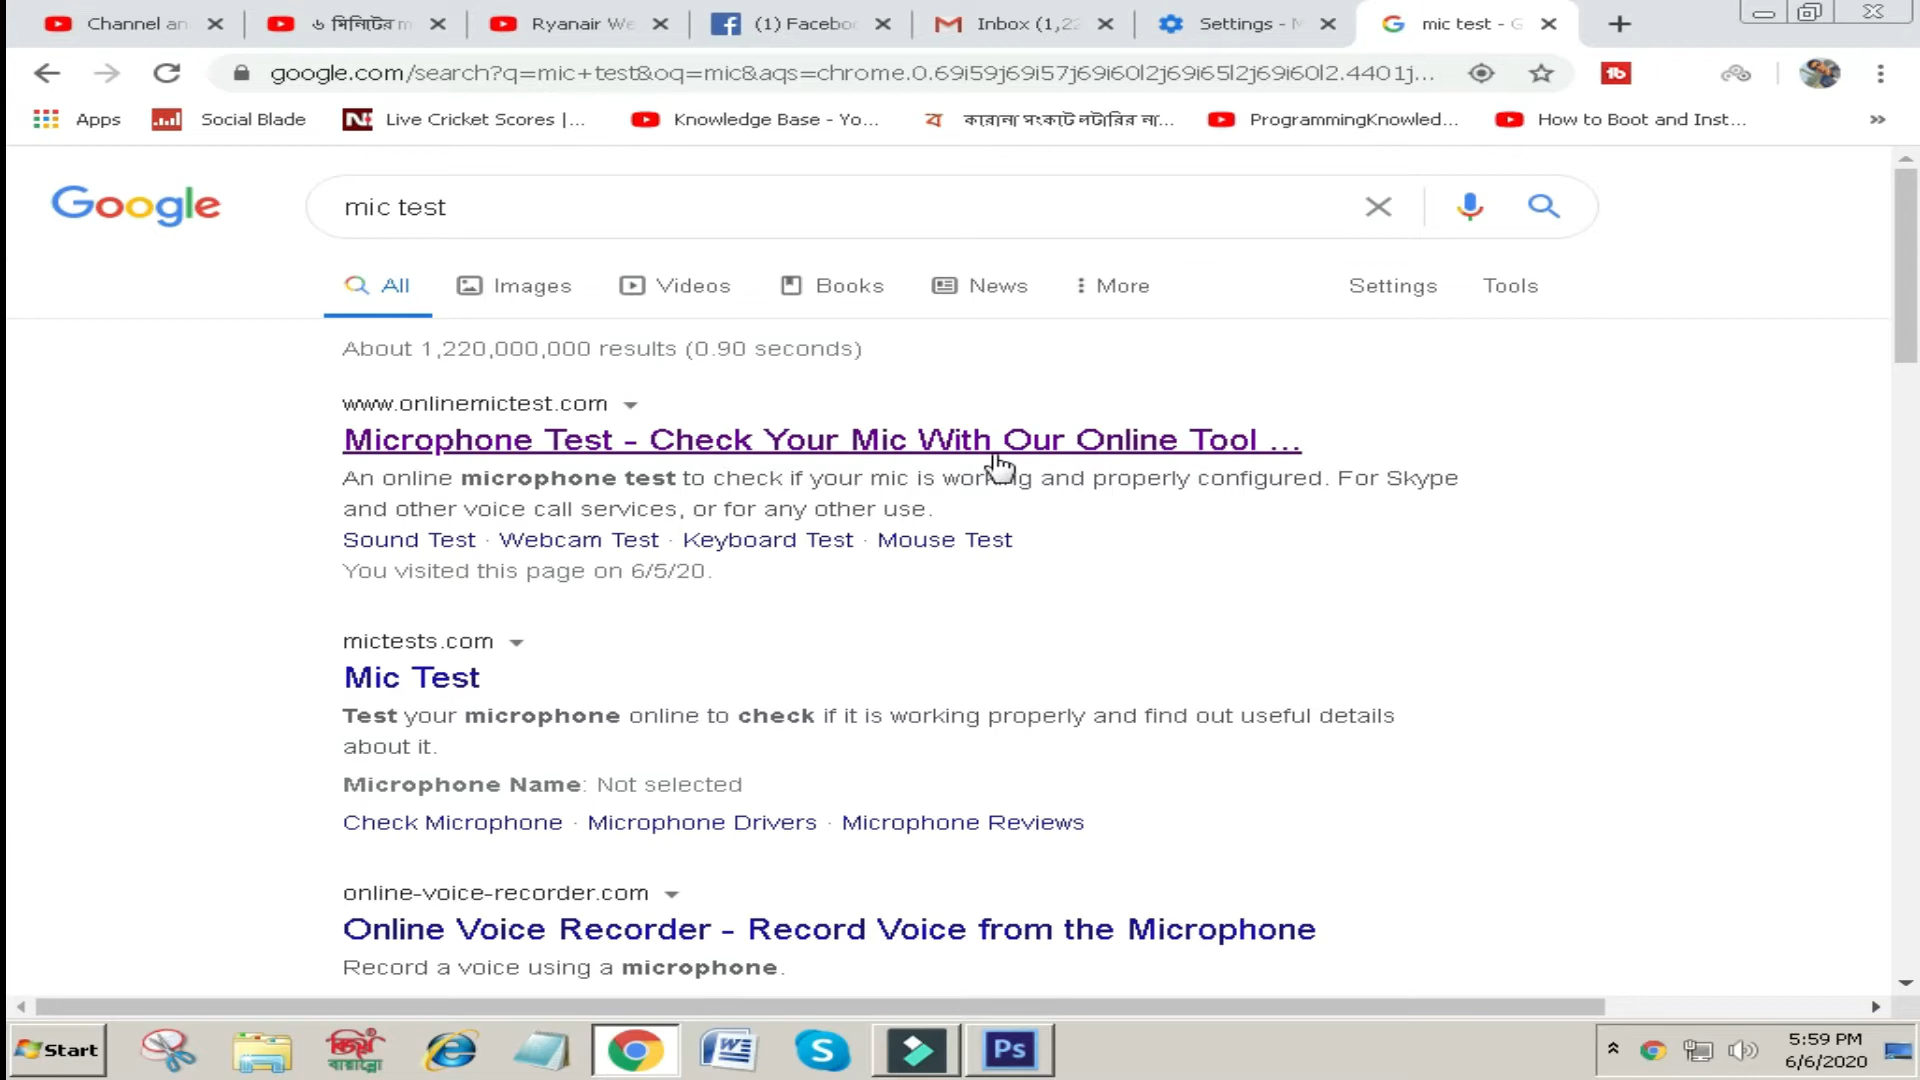 Channel an
৬ মিনিটের ম
Ryanair We
(1) Facebo
Inbox (1,22
Settings - M
mic test - G
google.com/search?q=mic+test&oq=mic&aqs=chrome.0.69i59j69i57j69i60l2j69i65l2j69i60l2.4401j...
Apps
Social Blade
Live Cricket Scores |...
Knowledge Base - Yo...
করোনা সংকটে লটারির না...
ProgrammingKnowled...
How to Boot and Inst...
Google
mic test
All Images Videos Books News More Settings Tools
About 1,220,000,000 results (0.90 seconds)
www.onlinemictest.com
Microphone Test - Check Your Mic With Our Online Tool ...
An online microphone test to check if your mic is working and properly configured. For Skype
and other voice call services, or for any other use.
Sound Test · Webcam Test · Keyboard Test · Mouse Test
You visited this page on 6/5/20.
mictests.com
Mic Test
Test your microphone online to check if it is working properly and find out useful details
about it.
Microphone Name: Not selected
Check Microphone · Microphone Drivers · Microphone Reviews
online-voice-recorder.com
Online Voice Recorder - Record Voice from the Microphone
Record a voice using a microphone.
Start
বিজয়
বায়ান্নো
Ps
5:59 PM
6/6/2020